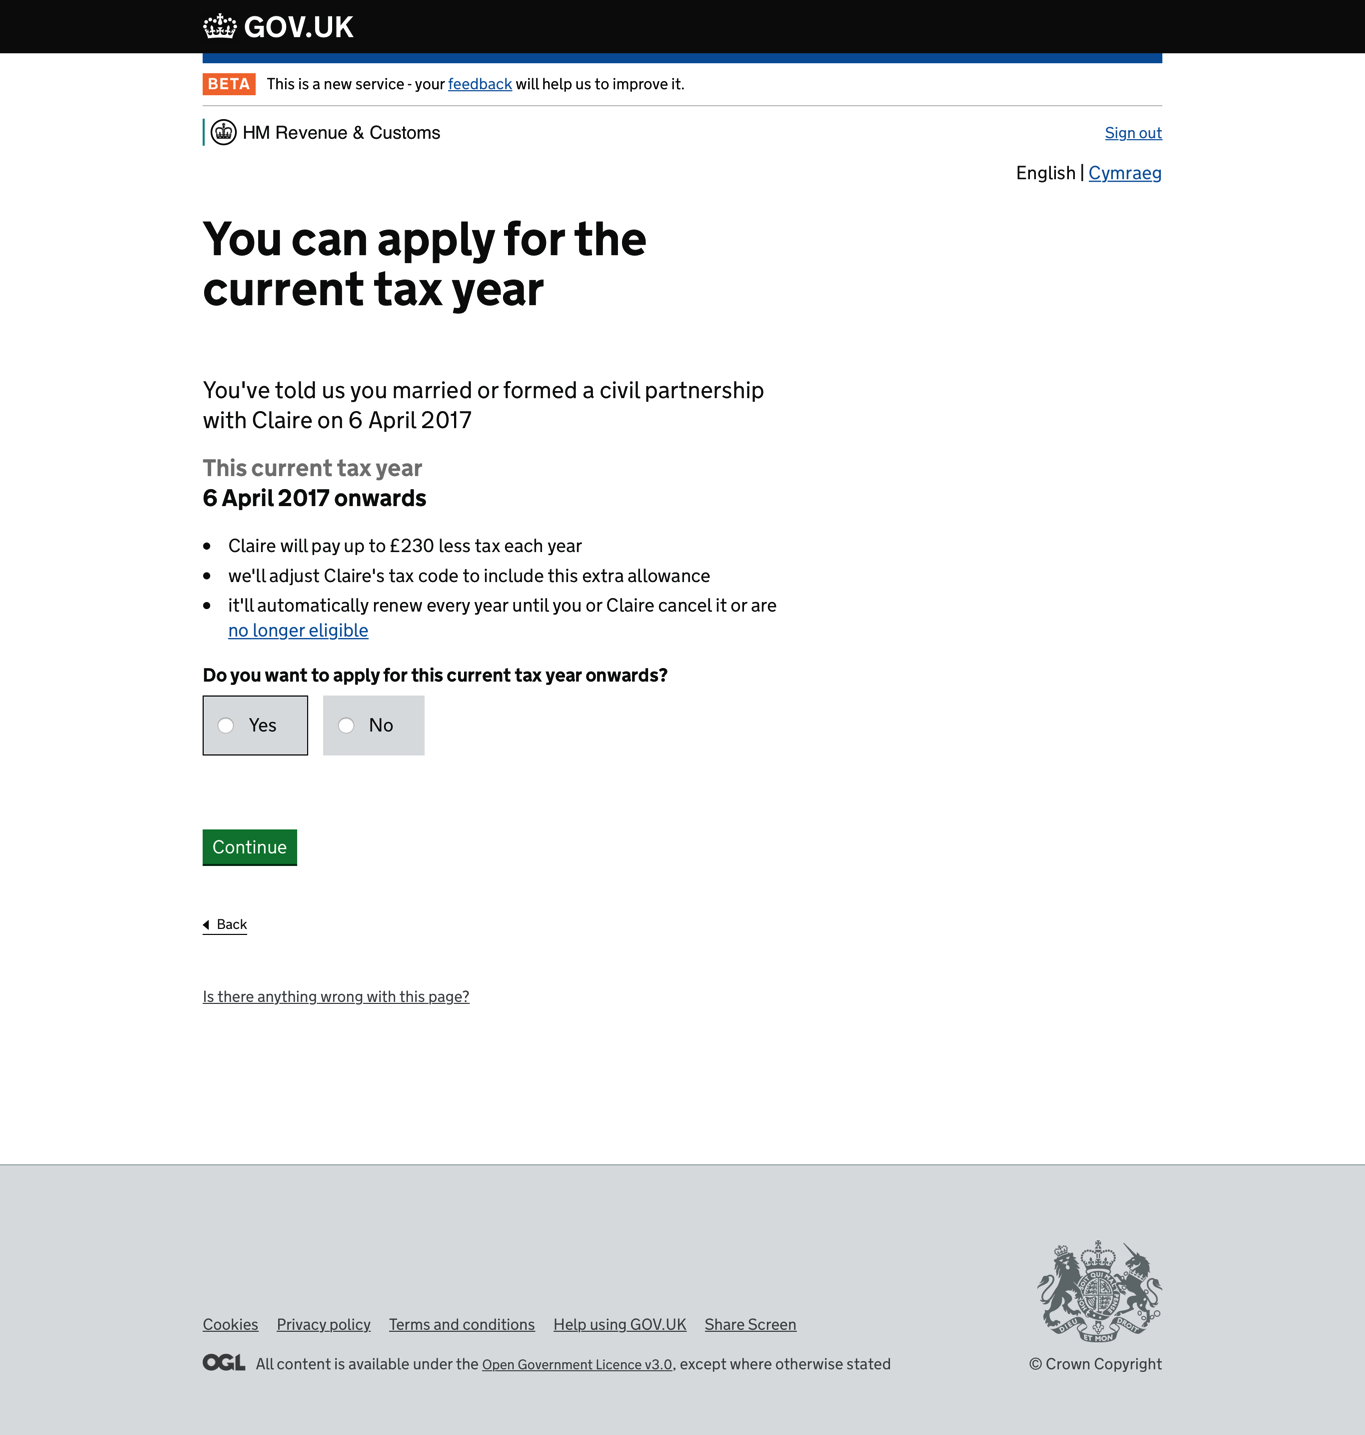 GOV.UK
BETA This is a new service - your feedback will help us to improve it.
HM Revenue & Customs
Sign out
English | Cymraeg
You can apply for the
current tax year
You've told us you married or formed a civil partnership
with Claire on 6 April 2017
This current tax year
6 April 2017 onwards
Claire will pay up to £230 less tax each year
we'll adjust Claire's tax code to include this extra allowance
it'll automatically renew every year until you or Claire cancel it or are
no longer eligible
Do you want to apply for this current tax year onwards?
Yes No
Continue
Back
Is there anything wrong with this page?
Cookies Privacy policy Terms and conditions Help using GOV.UK Share Screen
OGL All content is available under the Open Government Licence v3.0, except where otherwise stated
© Crown Copyright
DIEU ET MON DROIT